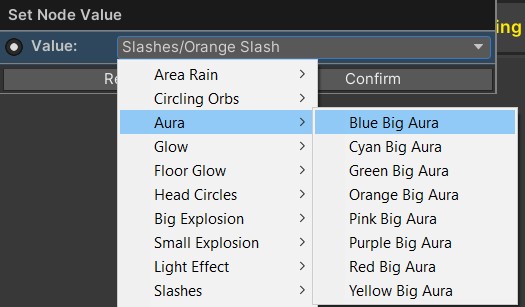 Set Node Value
ing
Value:
Slashes/Orange Slash
Re
Confirm
Area Rain
Circling Orbs
Aura
Glow
Floor Glow
Head Circles
Big Explosion
Small Explosion
Light Effect
Slashes
Blue Big Aura
Cyan Big Aura
Green Big Aura
Orange Big Aura
Pink Big Aura
Purple Big Aura
Red Big Aura
Yellow Big Aura